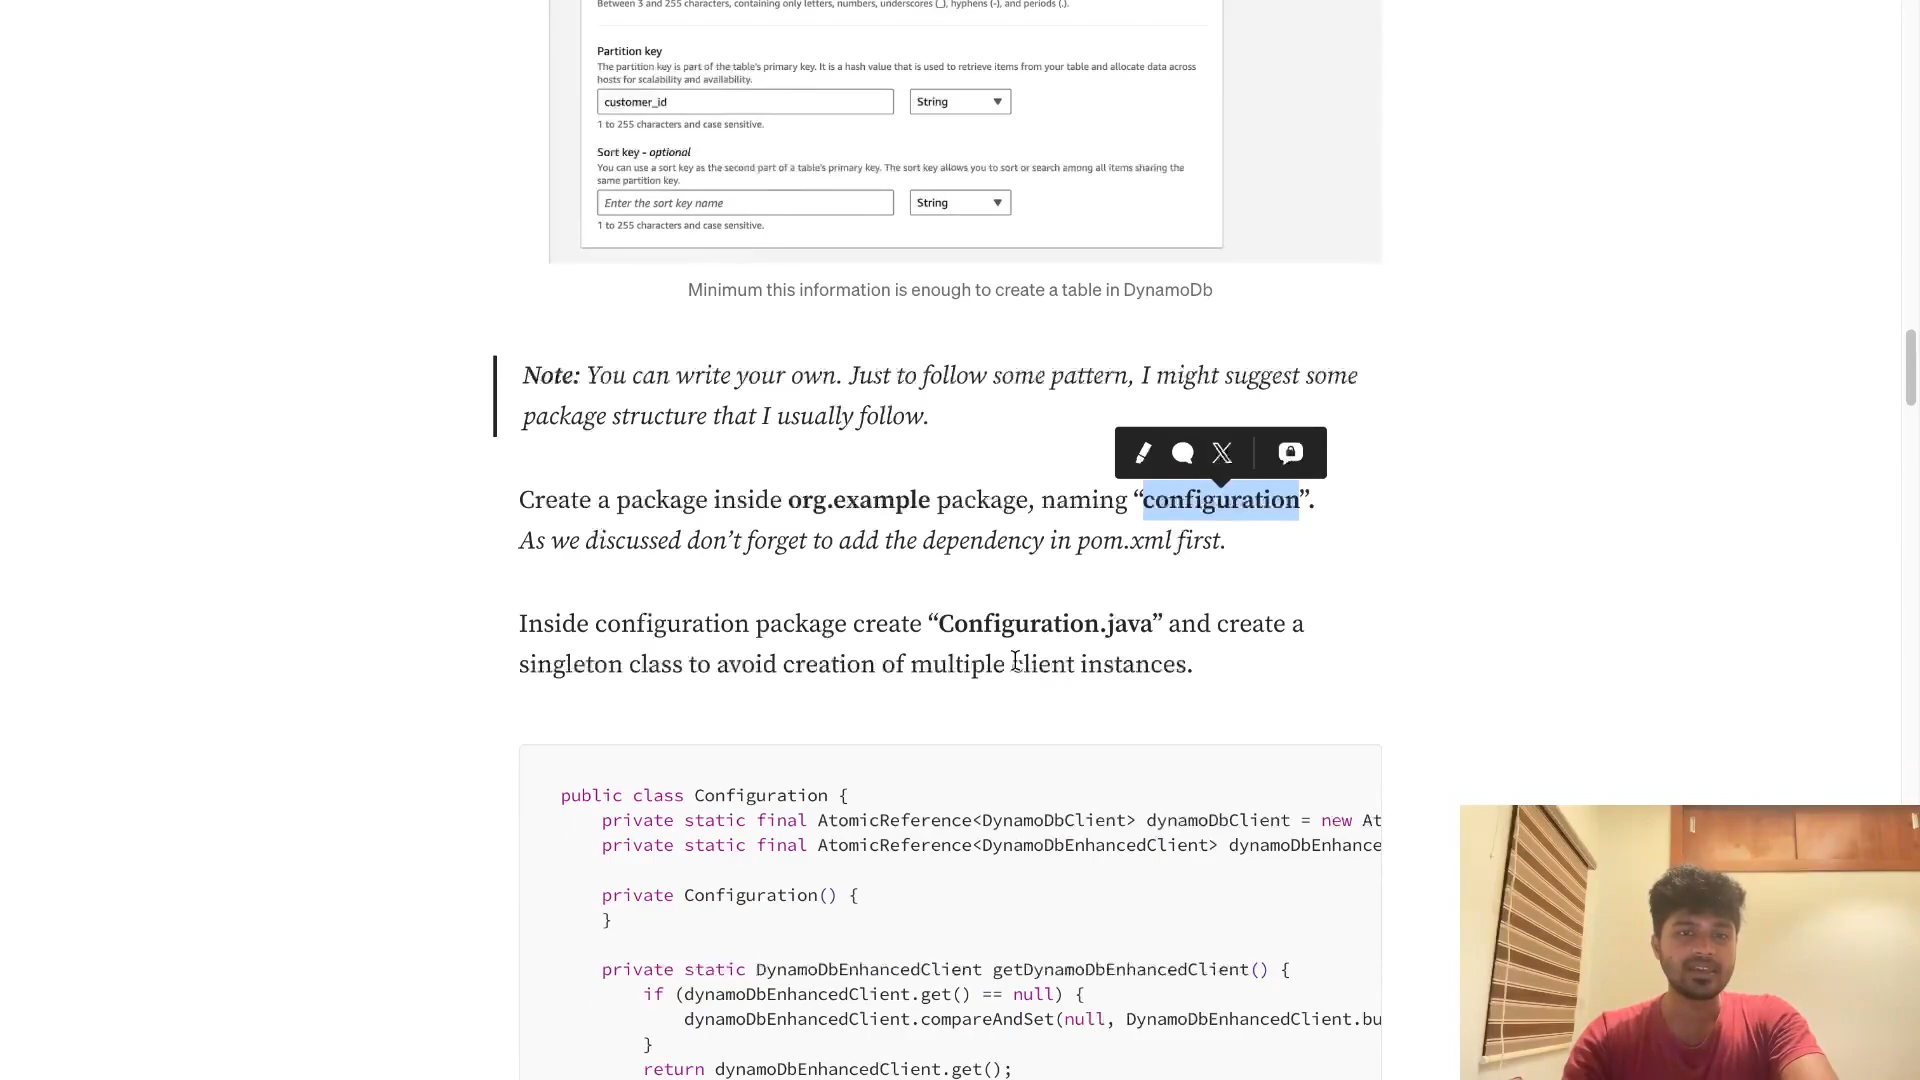 Between 3 and 255 characters, containing only letters, numbers, underscores (_), hyphens (-), and periods (.).
Partition key
The partition key is part of the table's primary key. It is a hash value that is used to retrieve items from your table and allocate data across
hosts for scalability and availability.
customer_id String
1 to 255 characters and case sensitive.
Sort key - optional
You can use a sort key as the second part of a table's primary key. The sort key allows you to sort or search among all items sharing the
same partition key.
Enter the sort key name String
1 to 255 characters and case sensitive.
Minimum this information is enough to create a table in DynamoDb
Note: You can write your own. Just to follow some pattern, I might suggest some
package structure that I usually follow.
Create a package inside org.example package, naming “configuration”.
As we discussed don’t forget to add the dependency in pom.xml first.
Inside configuration package create “Configuration.java” and create a
singleton class to avoid creation of multiple client instances.
public class Configuration {
private static final AtomicReference<DynamoDbClient> dynamoDbClient = new At
private static final AtomicReference<DynamoDbEnhancedClient> dynamoDbEnhance
private Configuration() {
}
private static DynamoDbEnhancedClient getDynamoDbEnhancedClient() {
if (dynamoDbEnhancedClient.get() == null) {
dynamoDbEnhancedClient.compareAndSet(null, DynamoDbEnhancedClient.bu
}
return dynamoDbEnhancedClient.get();